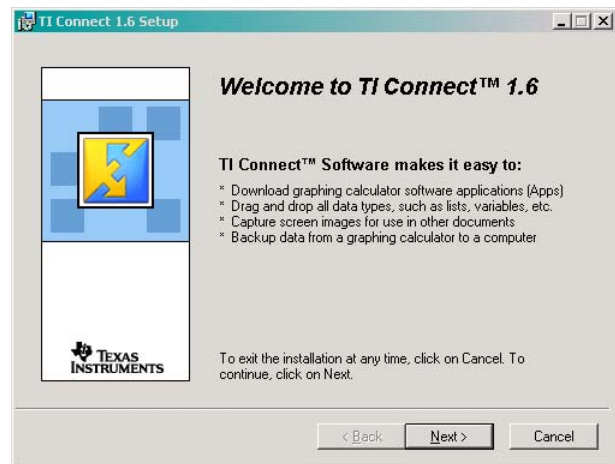 TI Connect 1.6 Setup
Welcome to TI Connect™ 1.6
TI Connect™ Software makes it easy to:
* Download graphing calculator software applications (Apps)
* Drag and drop all data types, such as lists, variables, etc.
* Capture screen images for use in other documents
* Backup data from a graphing calculator to a computer
TEXAS
INSTRUMENTS
To exit the installation at any time, click on Cancel. To
continue, click on Next.
< Back
Next >
Cancel